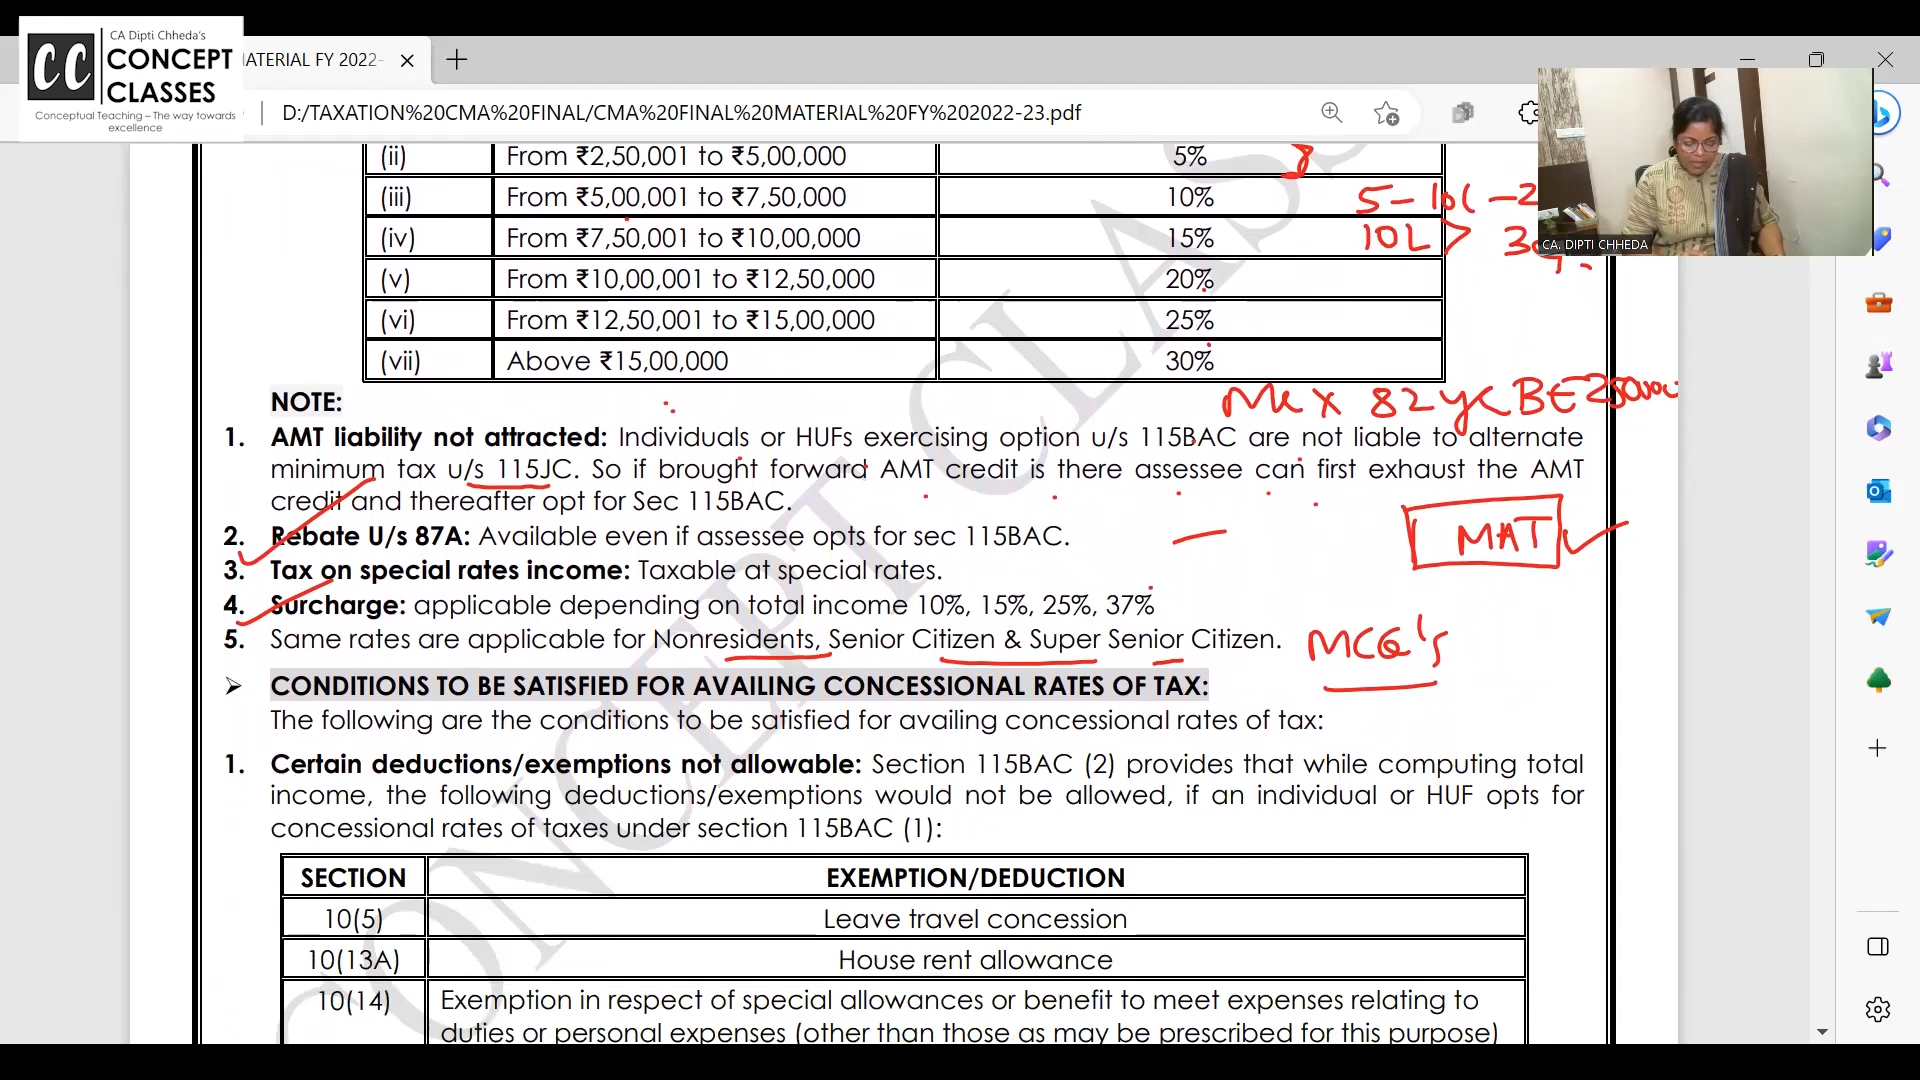 CA Dipti Chheda's
CC CONCEPT
CLASSES
Conceptual Teaching – The way towards
excellence
ATERIAL FY 2022-
D:/TAXATION%20CMA%20FINAL/CMA%20FINAL%20MATERIAL%20FY%202022-23.pdf
CA. DIPTI CHHEDA
(ii) From ₹2,50,001 to ₹5,00,000 5%
(iii) From ₹5,00,001 to ₹7,50,000 10%
5 – 10L – 2
(iv) From ₹7,50,001 to ₹10,00,000 15%
10L > 30%
(v) From ₹10,00,001 to ₹12,50,000 20%
(vi) From ₹12,50,001 to ₹15,00,000 25%
(vii) Above ₹15,00,000 30%
NOTE:
Mr X 82 y BE 250000
1. AMT liability not attracted: Individuals or HUFs exercising option u/s 115BAC are not liable to alternate
minimum tax u/s 115JC. So if brought forward AMT credit is there assessee can first exhaust the AMT
credit and thereafter opt for Sec 115BAC.
2. Rebate U/s 87A: Available even if assessee opts for sec 115BAC.
MAT
3. Tax on special rates income: Taxable at special rates.
4. Surcharge: applicable depending on total income 10%, 15%, 25%, 37%
5. Same rates are applicable for Nonresidents, Senior Citizen & Super Senior Citizen.
MCQ's
➢ CONDITIONS TO BE SATISFIED FOR AVAILING CONCESSIONAL RATES OF TAX:
The following are the conditions to be satisfied for availing concessional rates of tax:
1. Certain deductions/exemptions not allowable: Section 115BAC (2) provides that while computing total
income, the following deductions/exemptions would not be allowed, if an individual or HUF opts for
concessional rates of taxes under section 115BAC (1):
SECTION EXEMPTION/DEDUCTION
10(5) Leave travel concession
10(13A) House rent allowance
10(14) Exemption in respect of special allowances or benefit to meet expenses relating to
duties or personal expenses (other than those as may be prescribed for this purpose)
CONCEPT CLASS